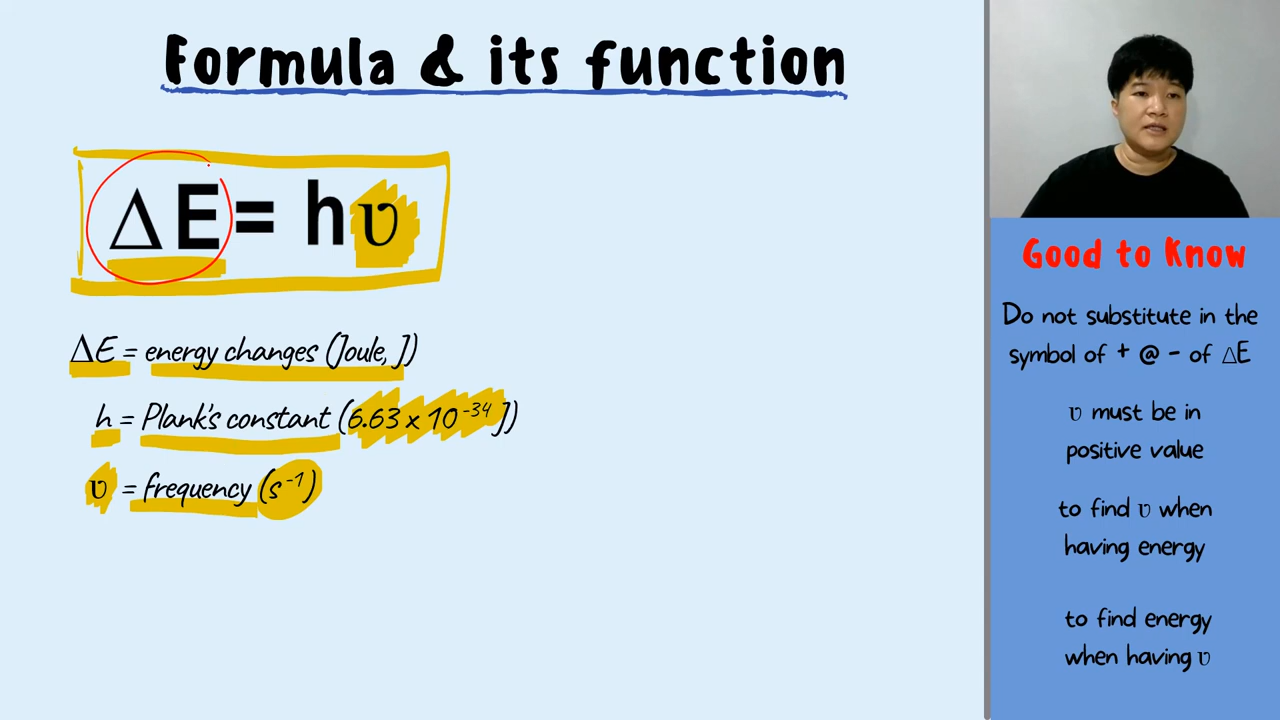 Formula & its function
ΔE= hυ
ΔE = energy changes (Joule, J)
h = Plank's constant (6.63 x 10⁻³⁴ J)
υ = frequency (s⁻¹)
Good to Know
Do not substitute in the
symbol of + @ - of ΔE
υ must be in
positive value
to find υ when
having energy
to find energy
when having υ